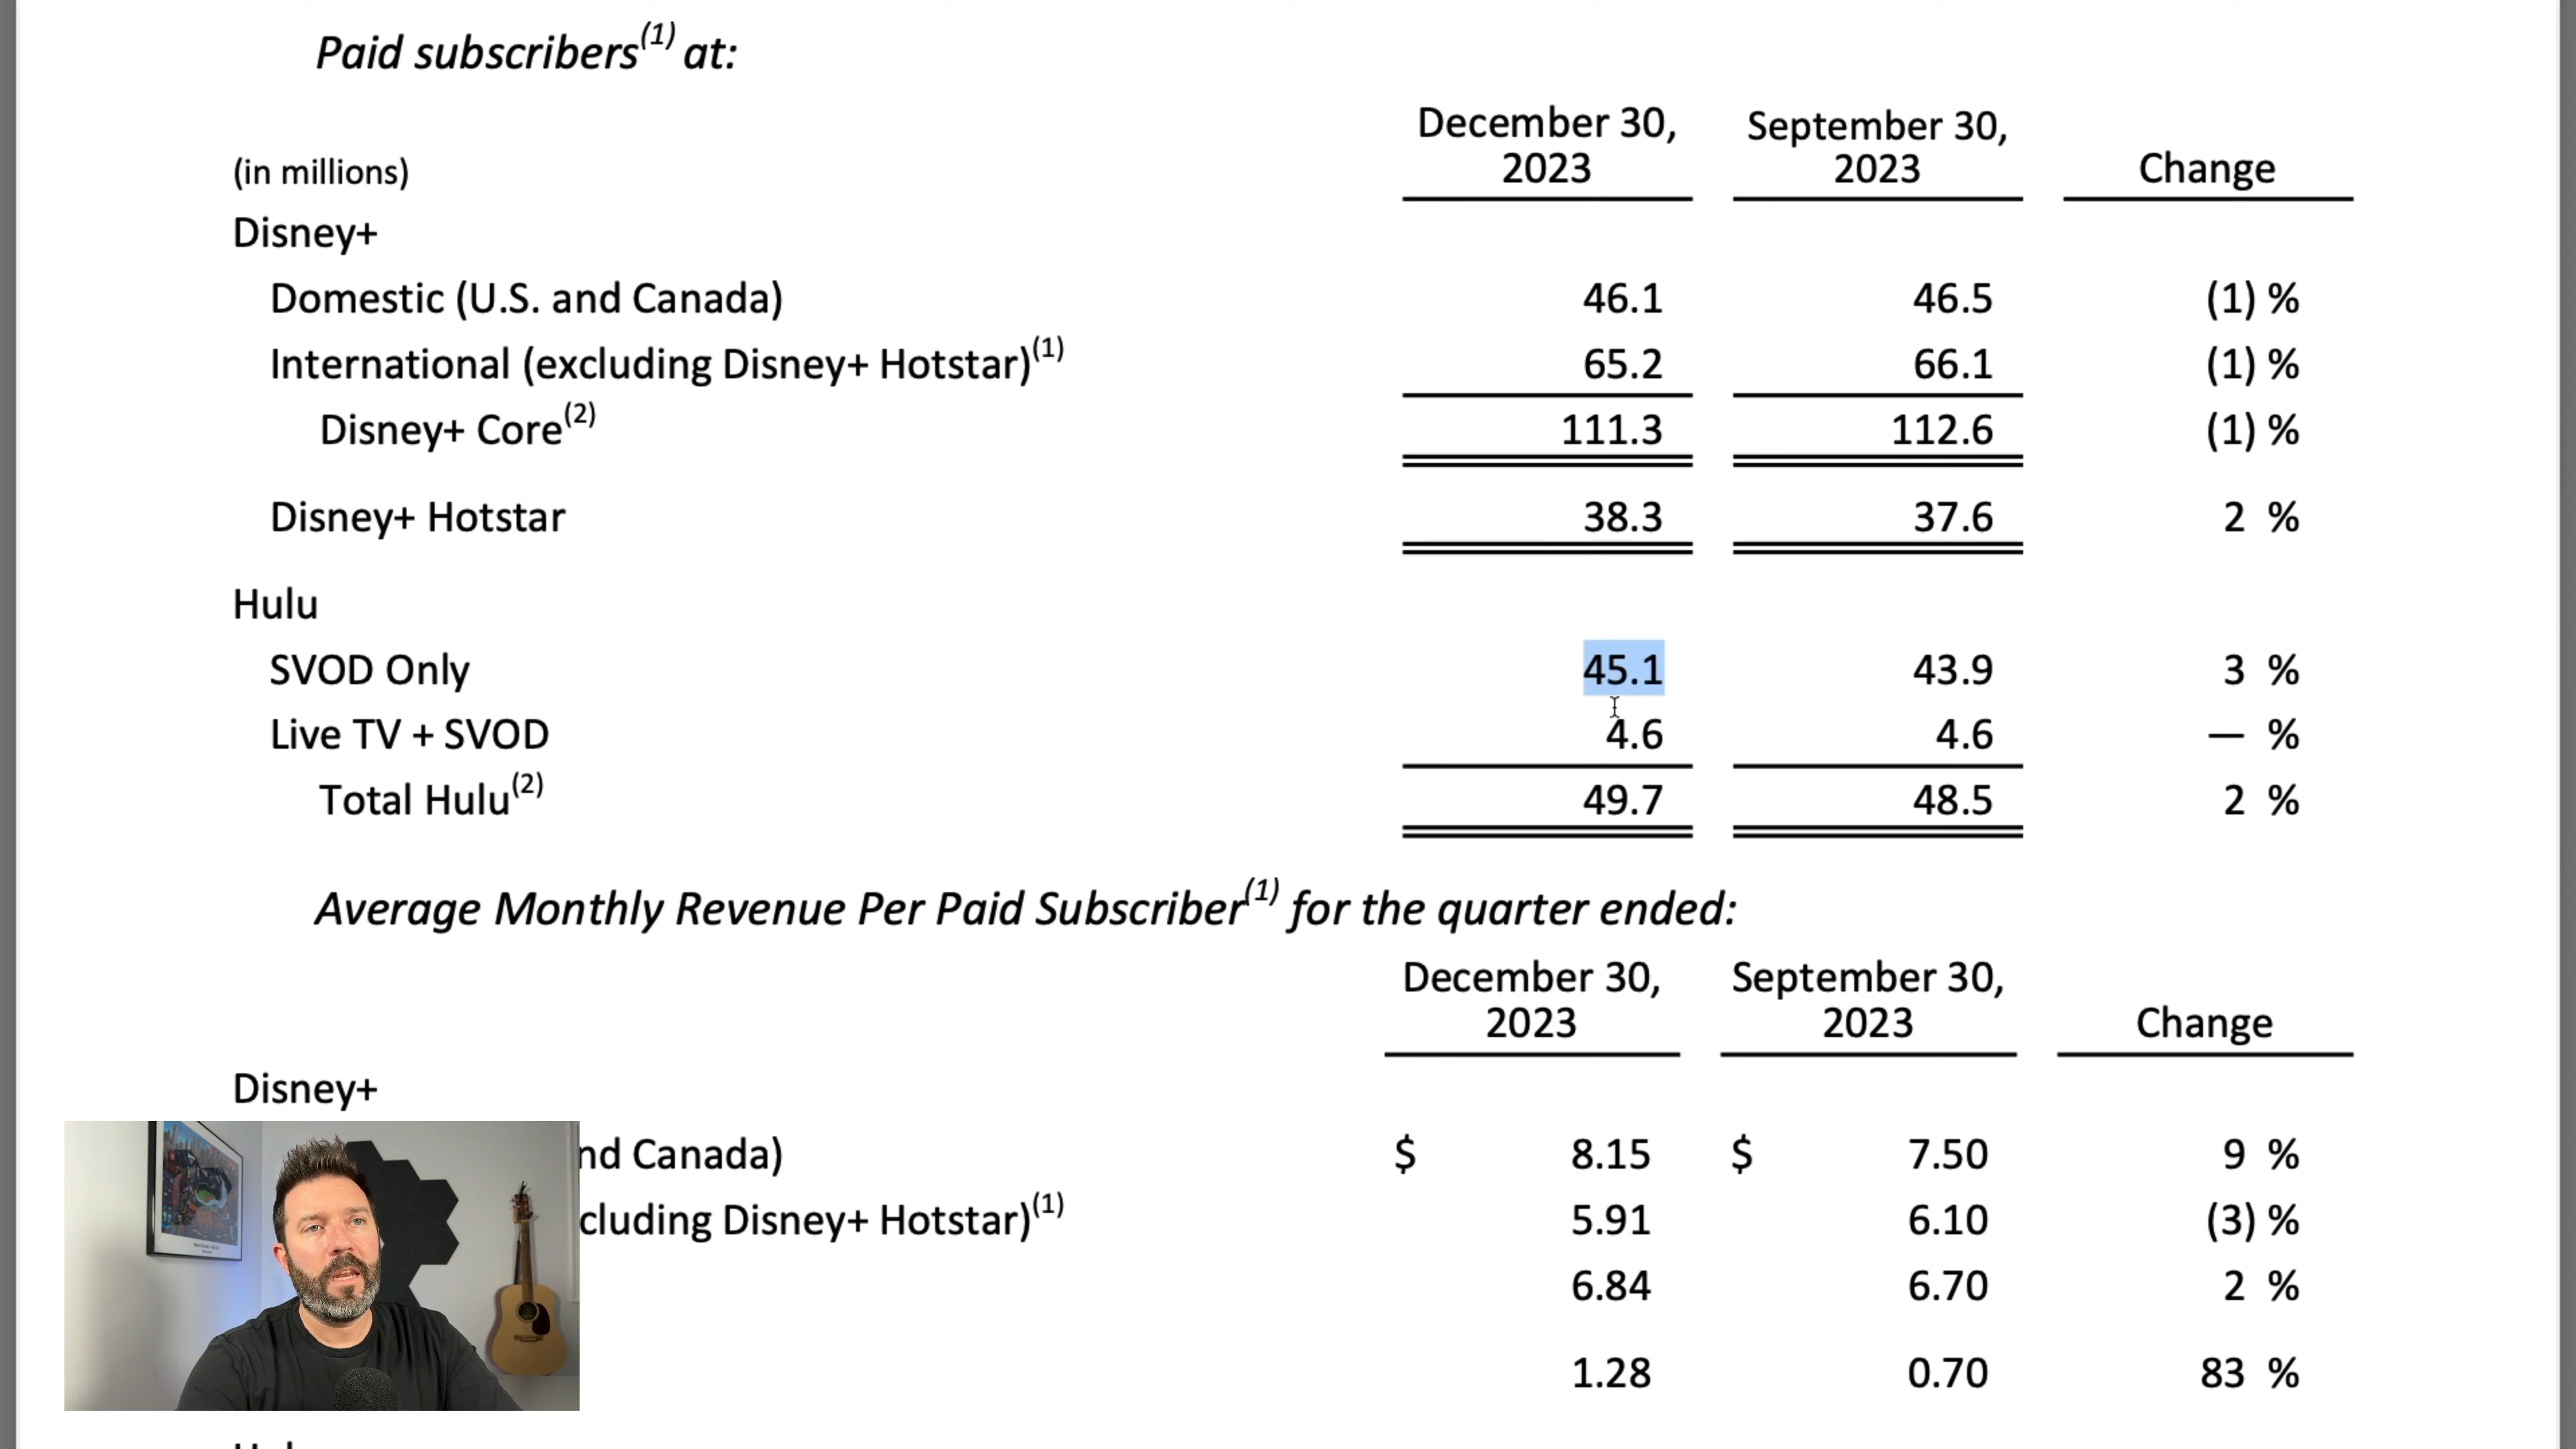 Paid subscribers(1) at:
(in millions) December 30, 2023 September 30, 2023 Change
Disney+
Domestic (U.S. and Canada) 46.1 46.5 (1) %
International (excluding Disney+ Hotstar)(1) 65.2 66.1 (1) %
Disney+ Core(2) 111.3 112.6 (1) %
Disney+ Hotstar 38.3 37.6 2 %
Hulu
SVOD Only 45.1 43.9 3 %
Live TV + SVOD 4.6 4.6 — %
Total Hulu(2) 49.7 48.5 2 %
Average Monthly Revenue Per Paid Subscriber(1) for the quarter ended:
December 30, 2023 September 30, 2023 Change
Disney+
nd Canada) $ 8.15 $ 7.50 9 %
cluding Disney+ Hotstar)(1) 5.91 6.10 (3) %
6.84 6.70 2 %
1.28 0.70 83 %